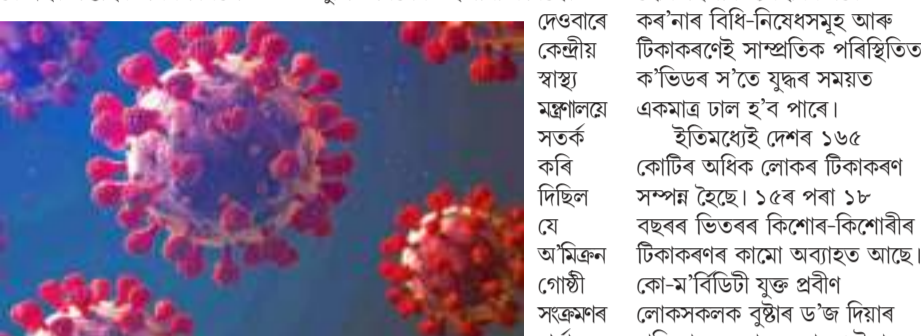 দেওবাৰে
কেন্দ্ৰীয়
স্বাস্থ্য
মন্ত্ৰণালয়ে
সতৰ্ক
কৰি
দিছিল
যে
অ'মিক্ৰন
গোষ্ঠী
সংক্ৰমণৰ
কৰ'নাৰ বিধি-নিষেধসমূহ আৰু
টিকাকৰণেই সাম্প্ৰতিক পৰিস্থিতিত
ক'ভিডৰ স'তে যুদ্ধৰ সময়ত
একমাত্ৰ ঢাল হ'ব পাৰে।
ইতিমধ্যেই দেশৰ ১৬৫
কোটিৰ অধিক লোকৰ টিকাকৰণ
সম্পন্ন হৈছে। ১৫ৰ পৰা ১৮
বছৰৰ ভিতৰৰ কিশোৰ-কিশোৰীৰ
টিকাকৰণৰ কামো অব্যাহত আছে।
কো-ম'ৰ্বিডিটী যুক্ত প্ৰবীণ
লোকসকলক বুষ্টাৰ ড'জ দিয়াৰ